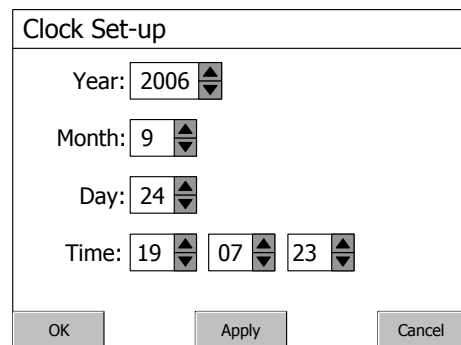 Clock Set-up
Year: 2006
Month: 9
Day: 24
Time: 19 07 23
OK Apply Cancel